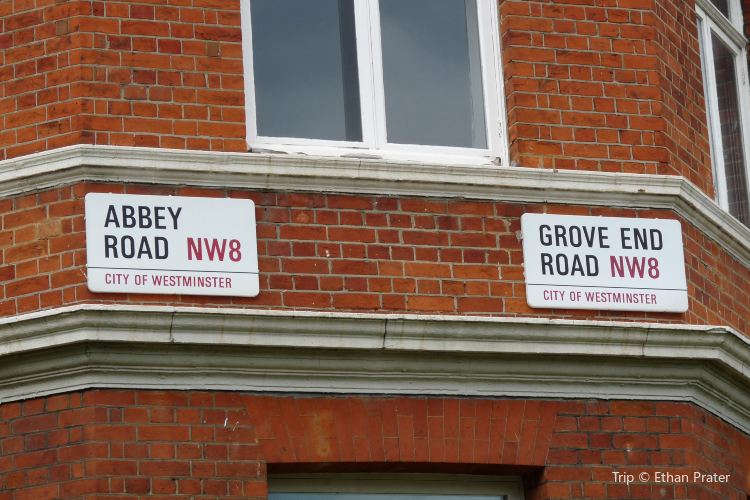 ABBEY
ROAD NW8
CITY OF WESTMINSTER
GROVE END
ROAD NW8
CITY OF WESTMINSTER
Trip © Ethan Prater